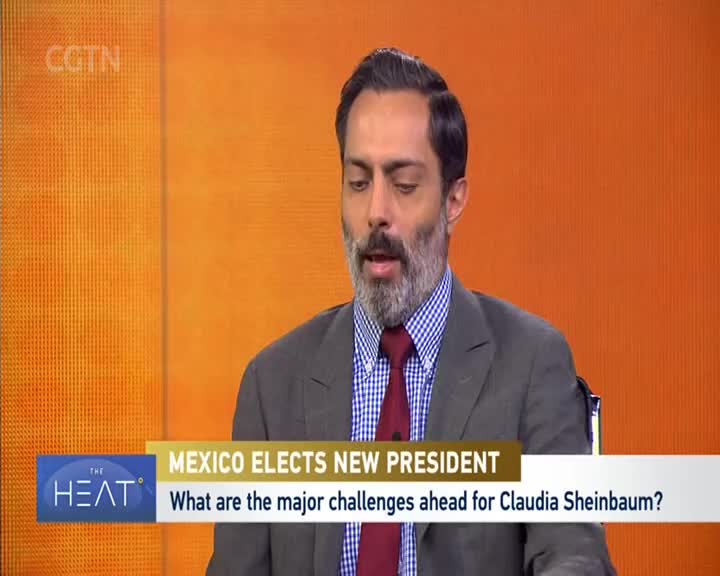 CGTN
MEXICO ELECTS NEW PRESIDENT
THE
HEAT
What are the major challenges ahead for Claudia Sheinbaum?